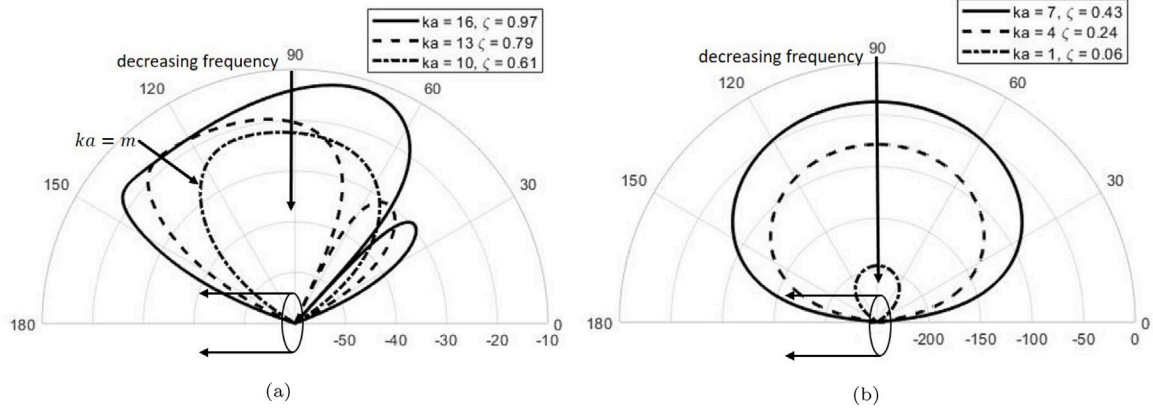 ka = 16, ζ = 0.97
ka = 13 ζ = 0.79
ka = 10, ζ = 0.61
decreasing frequency
90
120
60
ka = m
150
30
180
0
-50 -40 -30 -20 -10
(a)
ka = 7, ζ = 0.43
ka = 4 ζ = 0.24
ka = 1, ζ = 0.06
decreasing frequency
90
120
60
150
30
180
0
-200 -150 -100 -50 0
(b)